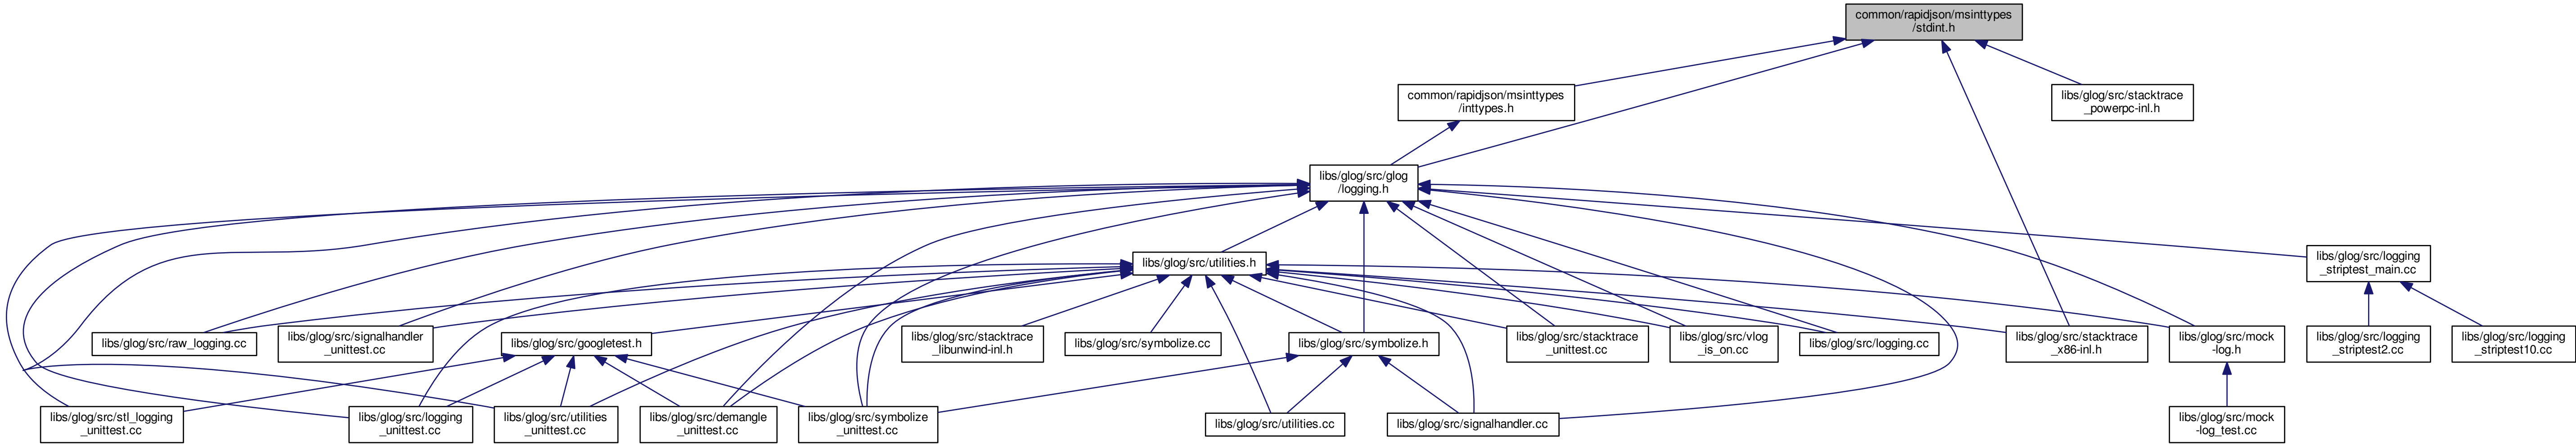 common/rapidjson/msinttypes
/stdint.h
common/rapidjson/msinttypes
/inttypes.h
libs/glog/src/stacktrace
_powerpc-inl.h
libs/glog/src/glog
/logging.h
libs/glog/src/utilities.h
libs/glog/src/logging
_striptest_main.cc
libs/glog/src/raw_logging.cc
libs/glog/src/signalhandler
_unittest.cc
libs/glog/src/googletest.h
libs/glog/src/stacktrace
_libunwind-inl.h
libs/glog/src/symbolize.cc
libs/glog/src/symbolize.h
libs/glog/src/stacktrace
_unittest.cc
libs/glog/src/vlog
_is_on.cc
libs/glog/src/logging.cc
libs/glog/src/stacktrace
_x86-inl.h
libs/glog/src/mock
-log.h
libs/glog/src/logging
_striptest2.cc
libs/glog/src/logging
_striptest10.cc
libs/glog/src/stl_logging
_unittest.cc
libs/glog/src/logging
_unittest.cc
libs/glog/src/utilities
_unittest.cc
libs/glog/src/demangle
_unittest.cc
libs/glog/src/symbolize
_unittest.cc
libs/glog/src/utilities.cc
libs/glog/src/signalhandler.cc
libs/glog/src/mock
-log_test.cc